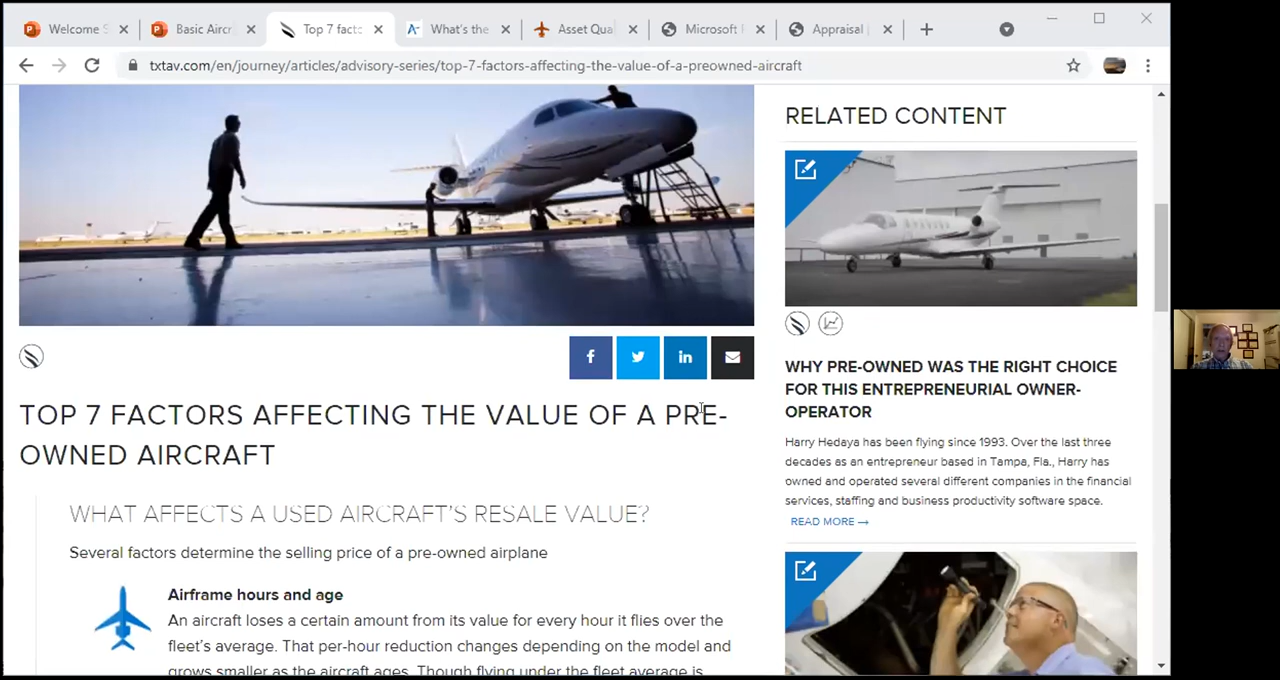 Welcome S
Basic Aircr
Top 7 facto
What's the
Asset Qual
Microsoft
Appraisal
txtav.com/en/journey/articles/advisory-series/top-7-factors-affecting-the-value-of-a-preowned-aircraft
TOP 7 FACTORS AFFECTING THE VALUE OF A PRE-
OWNED AIRCRAFT
WHAT AFFECTS A USED AIRCRAFT'S RESALE VALUE?
Several factors determine the selling price of a pre-owned airplane
Airframe hours and age
An aircraft loses a certain amount from its value for every hour it flies over the
fleet's average. That per-hour reduction changes depending on the model and
grows smaller as the aircraft ages. Though flying under the fleet average is
RELATED CONTENT
WHY PRE-OWNED WAS THE RIGHT CHOICE
FOR THIS ENTREPRENEURIAL OWNER-
OPERATOR
Harry Hedaya has been flying since 1993. Over the last three
decades as an entrepreneur based in Tampa, Fla., Harry has
owned and operated several different companies in the financial
services, staffing and business productivity software space.
READ MORE →